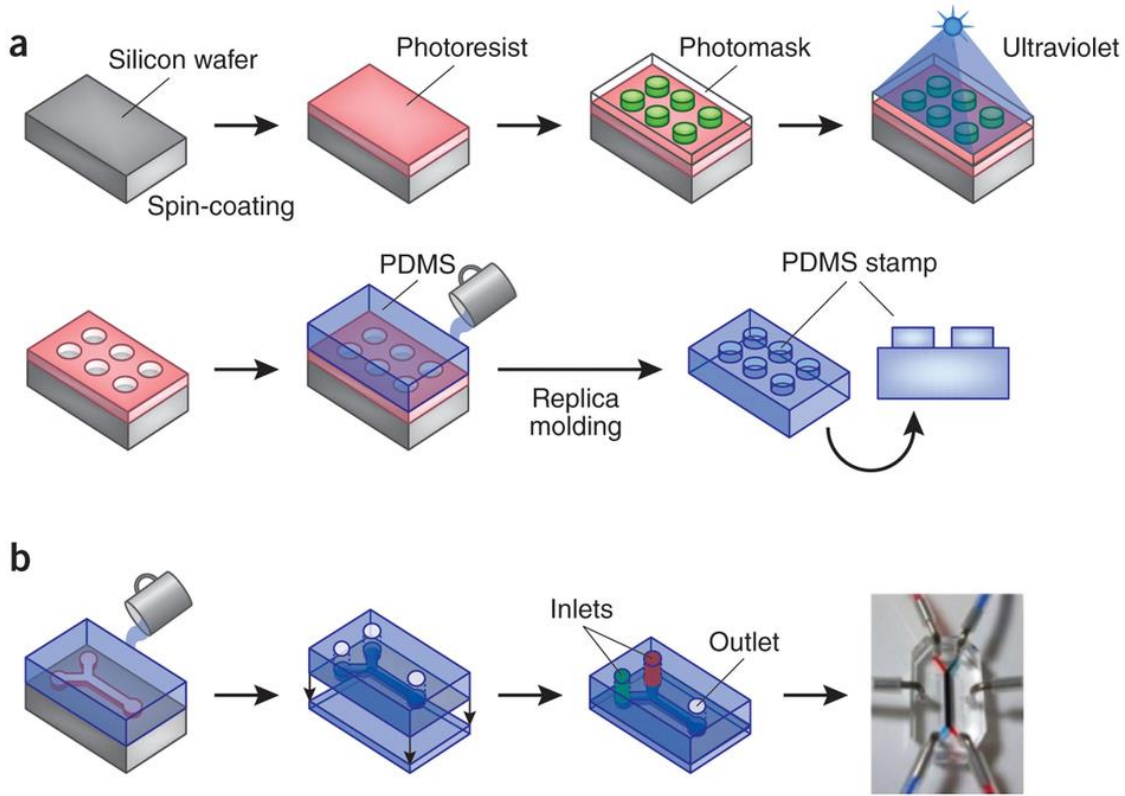 a
Silicon wafer
Photoresist
Photomask
Ultraviolet
Spin-coating
PDMS
PDMS stamp
Replica
molding
b
Inlets
Outlet